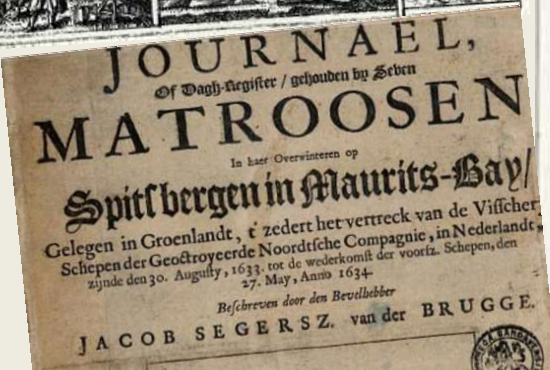 JOURNAEL,
Of Dagh-Register / gehouden by Seven
MATROOSEN
In haer Overwinteren op
Spitsbergen in Maurits-Bay/
Gelegen in Groenlandt, t' zedert het vertreck van de Visscher
Schepen der Geoctroyeerde Noordtsche Compagnie, in Nederlandt,
zijnde den 30. Augusty, 1633. tot de wederkomst der voorsz. Schepen, den
27. May, Anno 1634.
Beschreven door den Bevelhebber
JACOB SEGERSZ. van der BRUGGE.